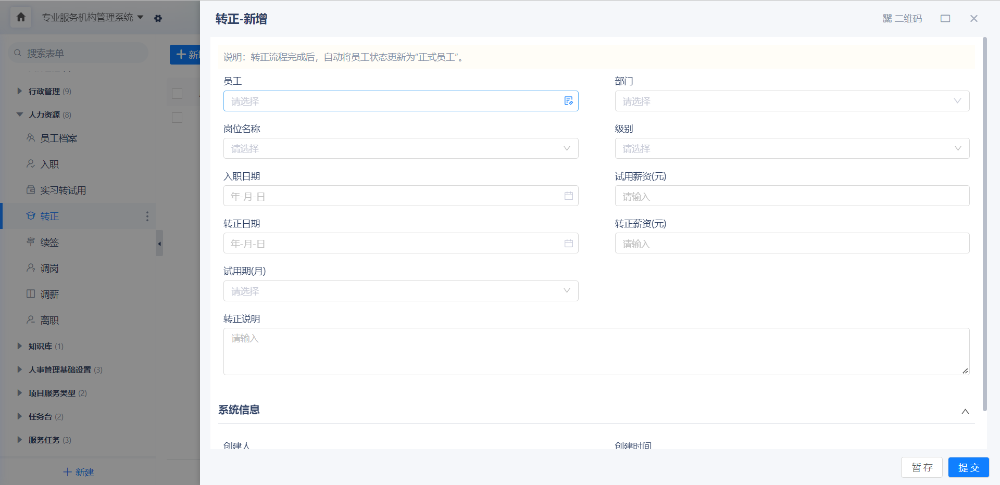 专业服务机构管理系统
搜索表单
行政管理 (9)
人力资源 (8)
员工档案
入职
实习转试用
转正
续签
调岗
调薪
离职
知识库 (1)
人事管理基础设置 (3)
项目服务类型 (2)
任务台 (2)
服务任务 (3)
新建
转正-新增
二维码
说明：转正流程完成后，自动将员工状态更新为“正式员工”。
员工
请选择
部门
请选择
岗位名称
请选择
级别
请选择
入职日期
年-月-日
试用薪资(元)
请输入
转正日期
年-月-日
转正薪资(元)
请输入
试用期(月)
请选择
转正说明
请输入
系统信息
创建人
创建时间
暂存
提交